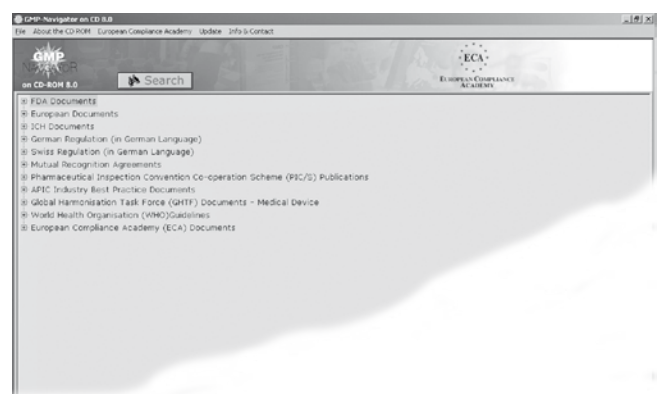 GMP-Navigator on CD 8.0
File About the CD ROM European Compliance Academy Update Info & Contact
GMP
NAVIGATOR
on CD-ROM 8.0
Search
ECA
EUROPEAN COMPLIANCE
ACADEMY
FDA Documents
European Documents
ICH Documents
German Regulation (in German Language)
Swiss Regulation (in German Language)
Mutual Recognition Agreements
Pharmaceutical Inspection Convention Co-operation Scheme (PIC/S) Publications
APIC Industry Best Practice Documents
Global Harmonisation Task Force (GHTF) Documents - Medical Device
World Health Organisation (WHO)Guidelines
European Compliance Academy (ECA) Documents